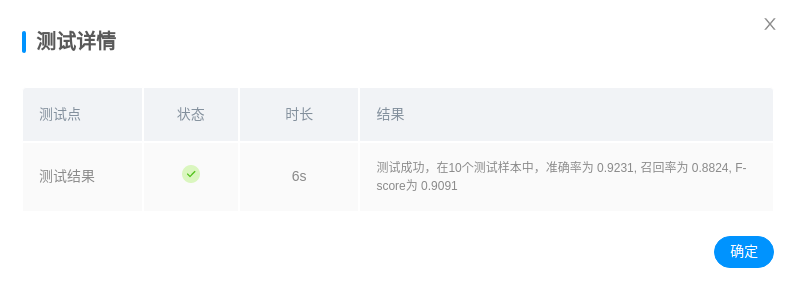 测试详情
测试点
状态
时长
结果
测试结果
6s
测试成功，在10个测试样本中，准确率为 0.9231, 召回率为 0.8824, F-
score为 0.9091
确定